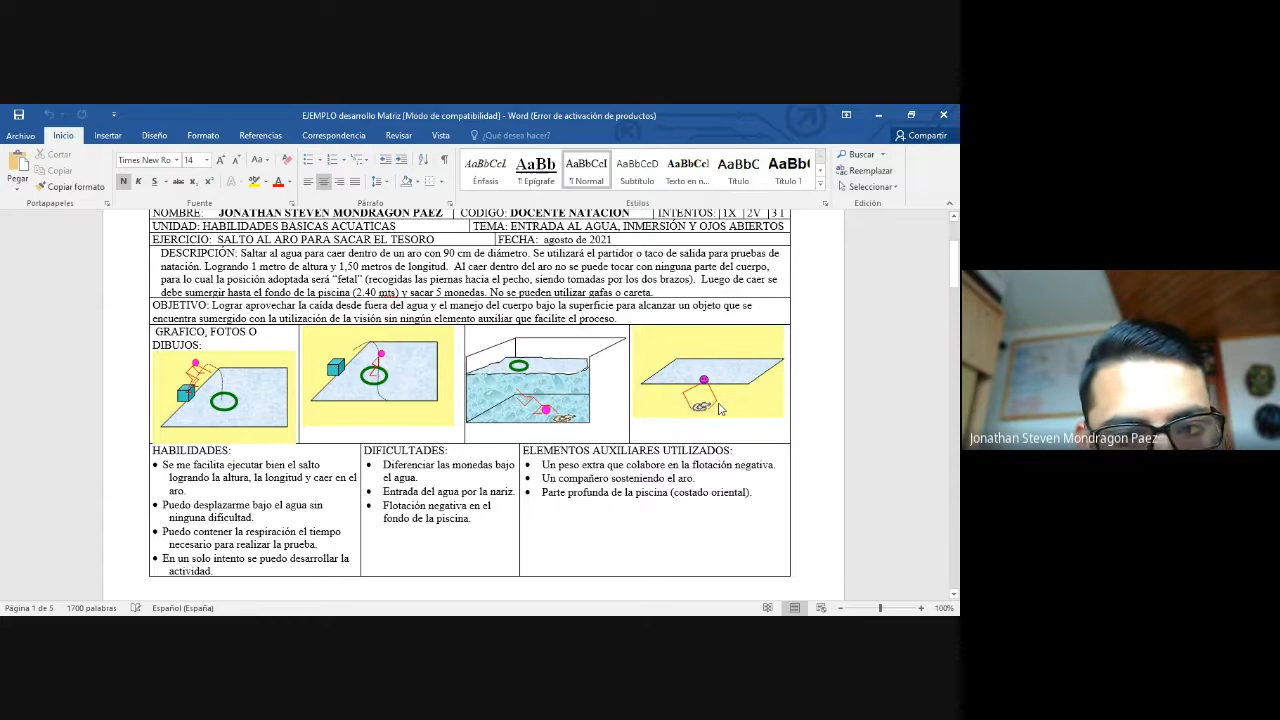 EJEMPLO desarrollo Matriz [Modo de compatibilidad] - Word (Error de activación de productos)
Archivo Inicio Insertar Diseño Formato Referencias Correspondencia Revisar Vista ¿Qué desea hacer? Compartir
Pegar
Cortar
Copiar
Copiar formato
Portapapeles
Times New Ro 14
N K S abc x₂ x² A
Fuente
Párrafo
AaBbCcI AaBb AaBbCcI AaBbCcD AaBbCcI AaBbC AaBb(
Énfasis ¶ Epígrafe ¶ Normal Subtítulo Texto en n... Título Título 1
Estilos
Buscar
Reemplazar
Seleccionar
Edición
NOMBRE: JONATHAN STEVEN MONDRAGON PAEZ CODIGO: DOCENTE NATACION INTENTOS: 1X 2V 3 I
UNIDAD: HABILIDADES BASICAS ACUATICAS TEMA: ENTRADA AL AGUA, INMERSIÓN Y OJOS ABIERTOS
EJERCICIO: SALTO AL ARO PARA SACAR EL TESORO FECHA: agosto de 2021
DESCRIPCIÓN: Saltar al agua para caer dentro de un aro con 90 cm de diámetro. Se utilizará el partidor o taco de salida para pruebas de
natación. Logrando 1 metro de altura y 1,50 metros de longitud. Al caer dentro del aro no se puede tocar con ninguna parte del cuerpo,
para lo cual la posición adoptada será “fetal” (recogidas las piernas hacia el pecho, siendo tomadas por los dos brazos). Luego de caer se
debe sumergir hasta el fondo de la piscina (2.40 mts) y sacar 5 monedas. No se pueden utilizar gafas o careta.
OBJETIVO: Lograr aprovechar la caída desde fuera del agua y el manejo del cuerpo bajo la superficie para alcanzar un objeto que se
encuentra sumergido con la utilización de la visión sin ningún elemento auxiliar que facilite el proceso.
GRAFICO, FOTOS O
DIBUJOS:
HABILIDADES:
• Se me facilita ejecutar bien el salto
logrando la altura, la longitud y caer en el
aro.
• Puedo desplazarme bajo el agua sin
ninguna dificultad.
• Puedo contener la respiración el tiempo
necesario para realizar la prueba.
• En un solo intento se puedo desarrollar la
actividad.
DIFICULTADES:
• Diferenciar las monedas bajo
el agua.
• Entrada del agua por la nariz.
• Flotación negativa en el
fondo de la piscina.
ELEMENTOS AUXILIARES UTILIZADOS:
• Un peso extra que colabore en la flotación negativa.
• Un compañero sosteniendo el aro.
• Parte profunda de la piscina (costado oriental).
Página 1 de 5 1700 palabras Español (España) 100%
Jonathan Steven Mondragon Paez